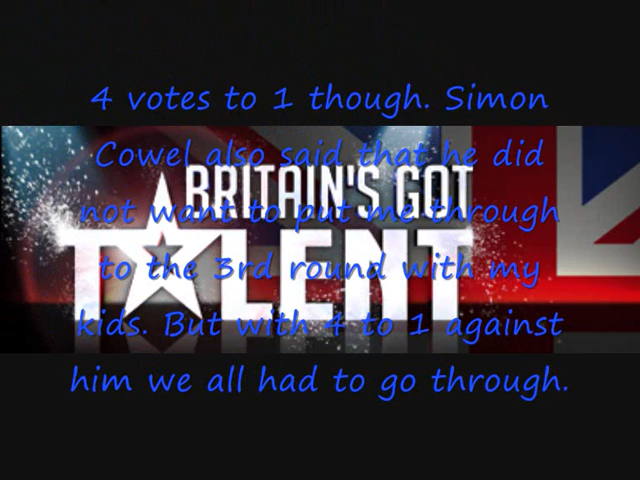 4 votes to 1 though. Simon
Cowel also said that he did
BRITAIN'S GOT
not want to put me through
TALENT
to the 3rd round with my
kids. But with 4 to 1 against
him we all had to go through.